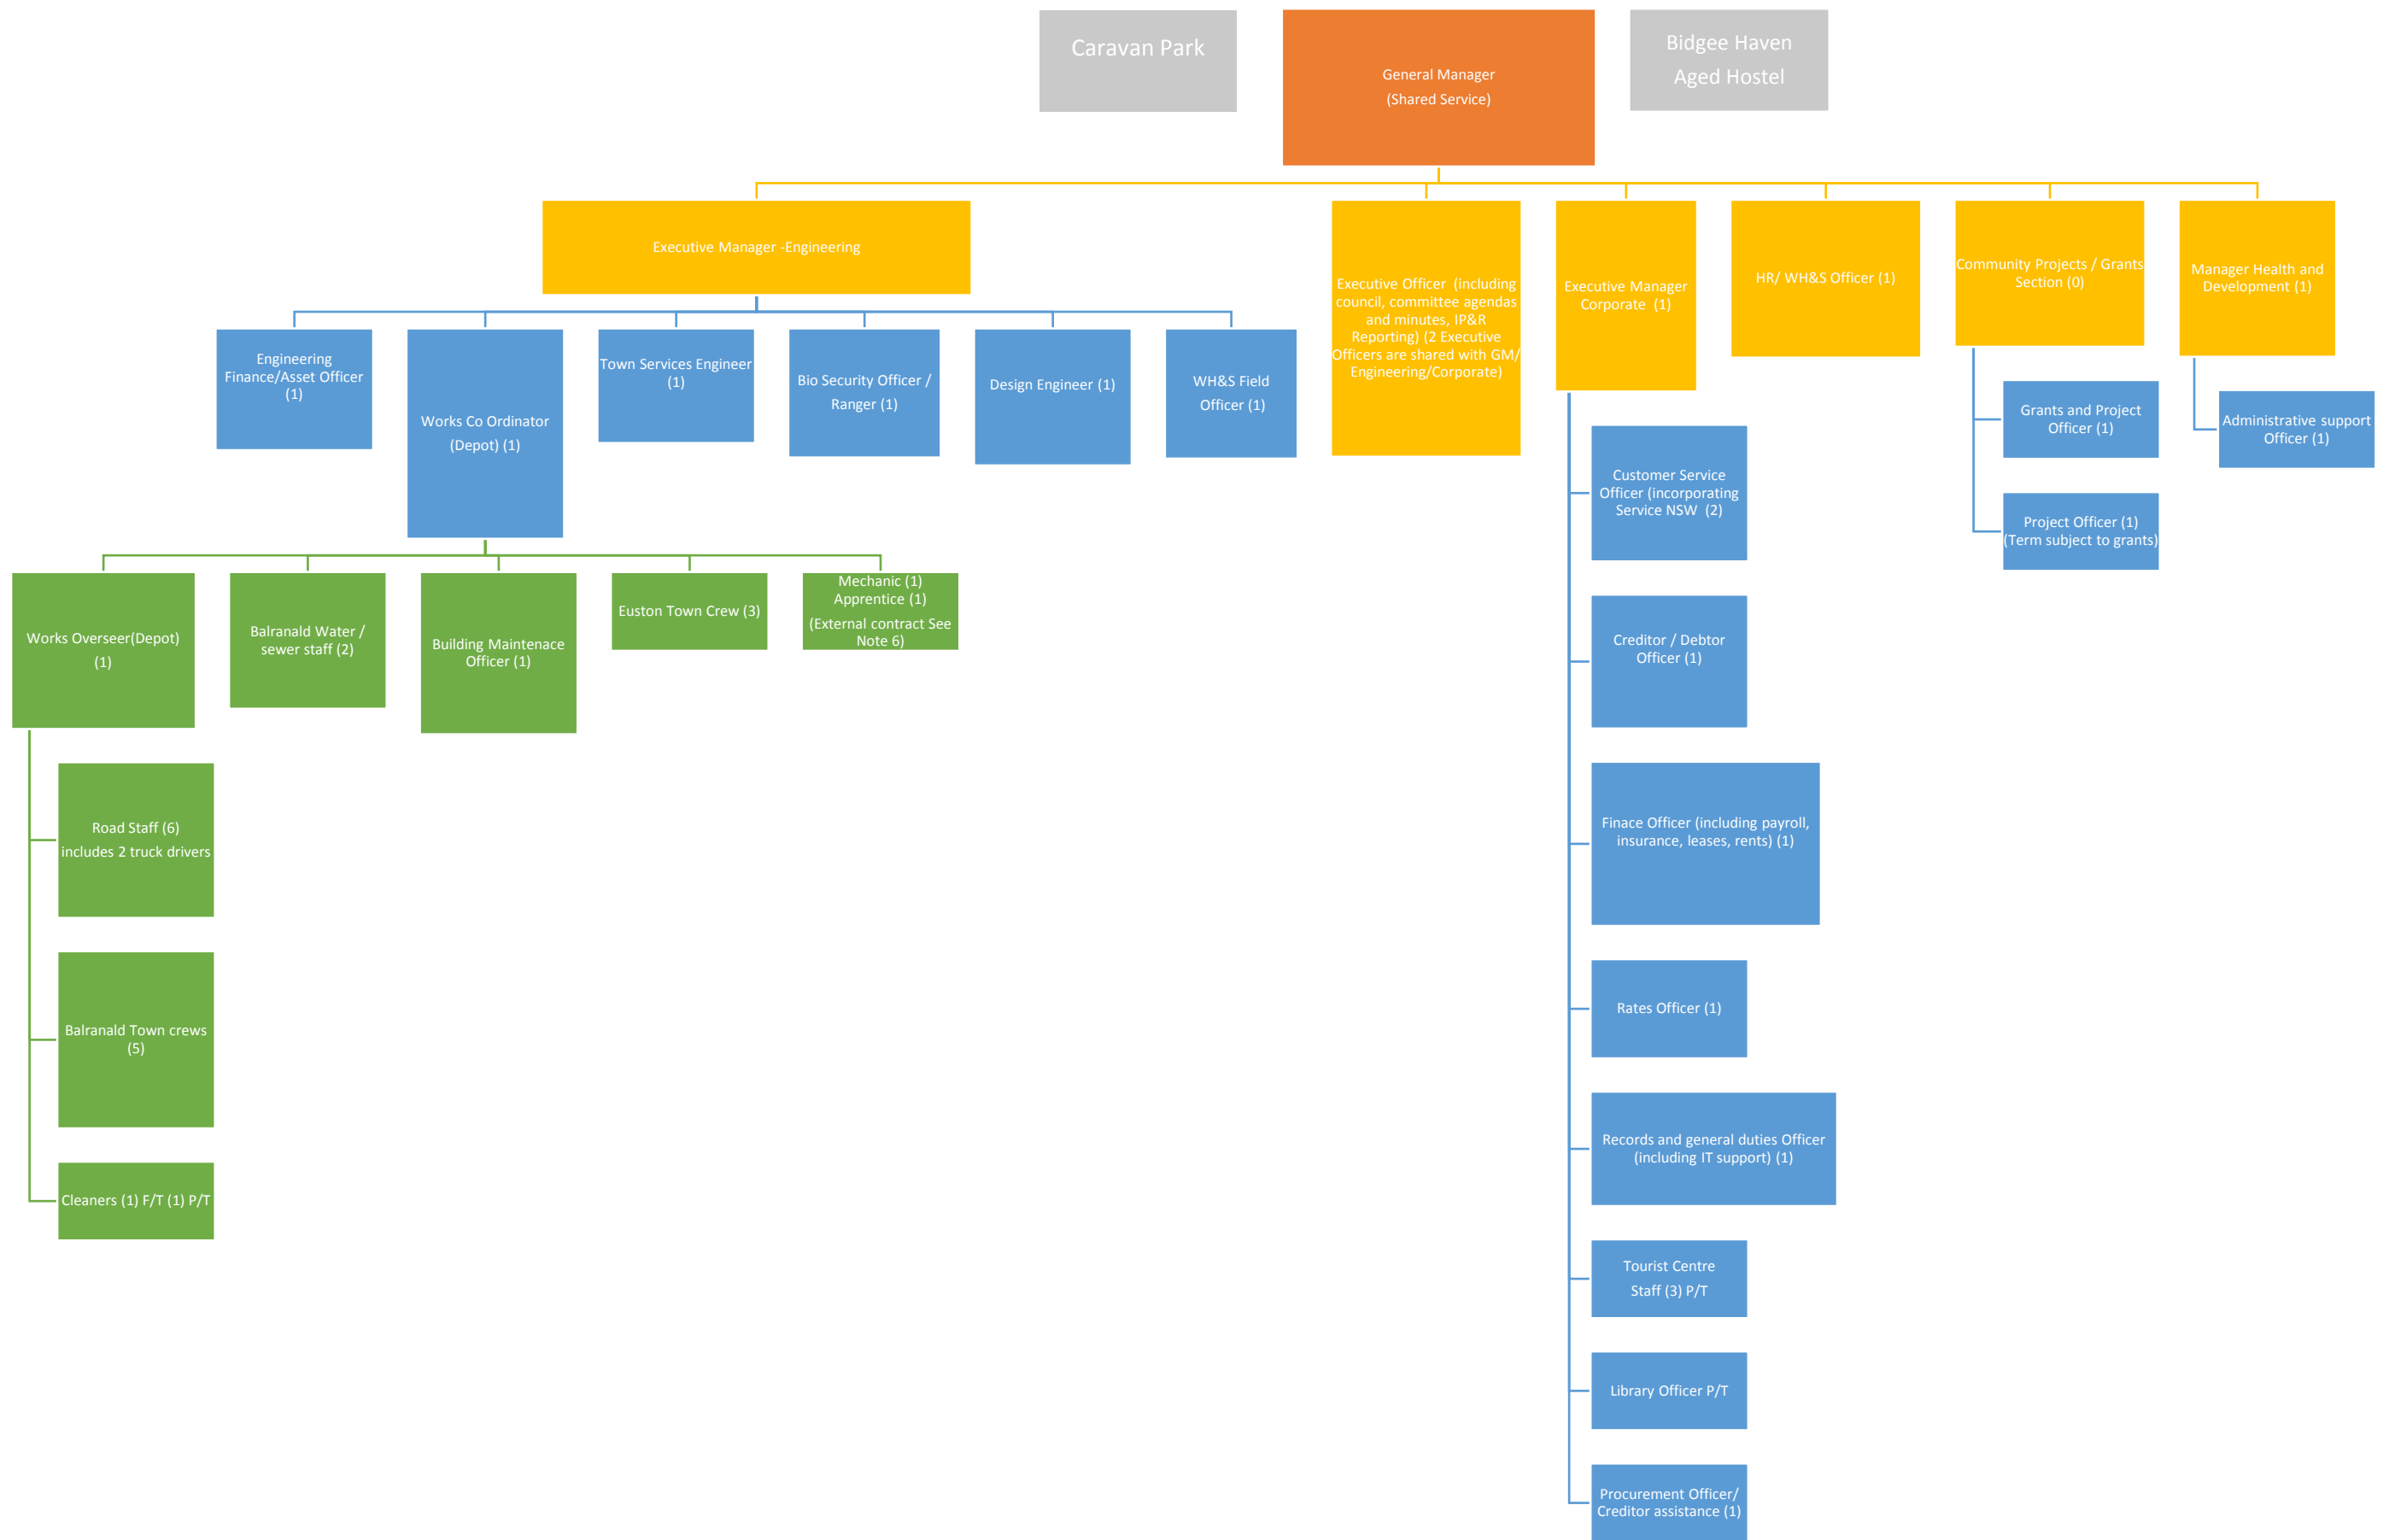 Caravan Park
General Manager
(Shared Service)
Bidgee Haven
Aged Hostel
Executive Manager -Engineering
Executive Officer  (including
council, committee agendas
and minutes, IP&R
Reporting) (2 Executive
Officers are shared with GM/
Engineering/Corporate)
Executive Manager
Corporate  (1)
HR/ WH&S Officer (1)
Community Projects / Grants
Section (0)
Manager Health and
Development (1)
Engineering
Finance/Asset Officer
(1)
Works Co Ordinator
(Depot) (1)
Town Services Engineer
(1)
Bio Security Officer /
Ranger (1)
Design Engineer (1)
WH&S Field
Officer (1)
Works Overseer(Depot)
(1)
Balranald Water /
sewer staff (2)
Building Maintenace
Officer (1)
Euston Town Crew (3)
Mechanic (1)
Apprentice (1)
(External contract See
Note 6)
Road Staff (6)
includes 2 truck drivers
Balranald Town crews
(5)
Cleaners (1) F/T (1) P/T
Customer Service
Officer (incorporating
Service NSW  (2)
Creditor / Debtor
Officer (1)
Finace Officer (including payroll,
insurance, leases, rents) (1)
Rates Officer (1)
Records and general duties Officer
(including IT support) (1)
Tourist Centre
Staff (3) P/T
Library Officer P/T
Procurement Officer/
Creditor assistance (1)
Grants and Project
Officer (1)
Project Officer (1)
(Term subject to grants)
Administrative support
Officer (1)